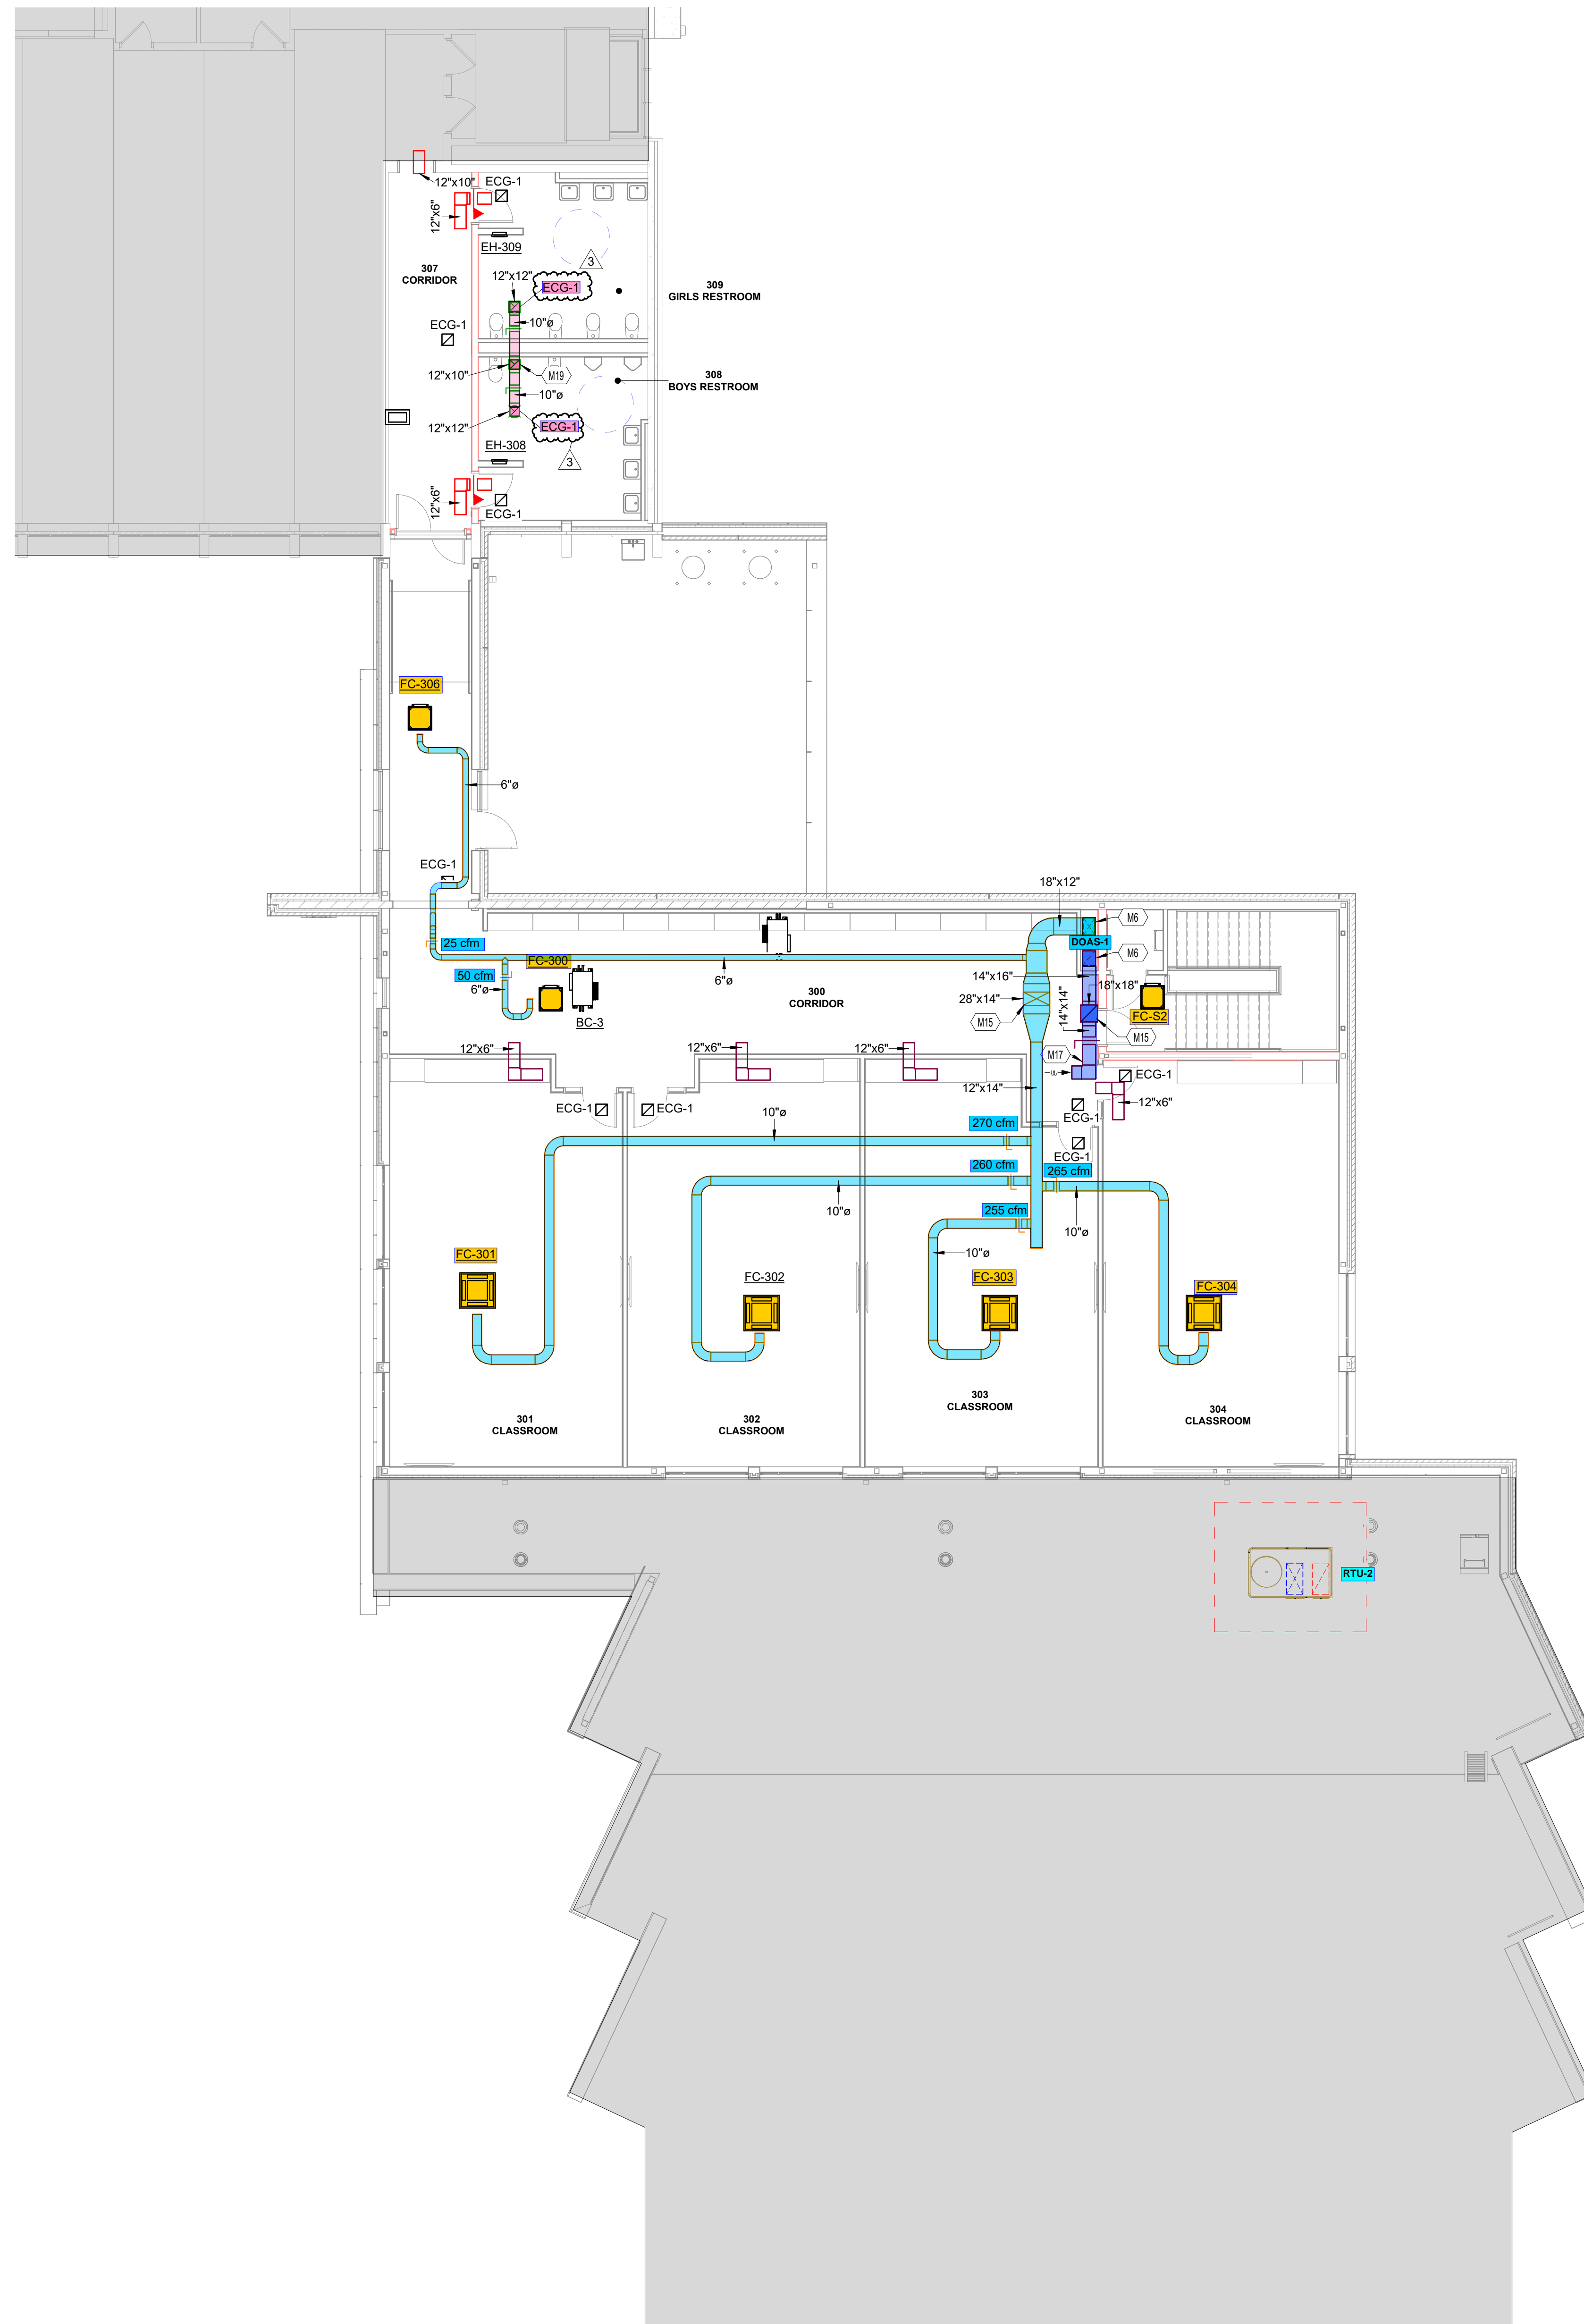 12"x10"
ECG-1
12"x6"
EH-309
3
307
CORRIDOR
12"x12"
ECG-1
309
GIRLS RESTROOM
10"ø
ECG-1
12"x10"
M19
308
BOYS RESTROOM
10"ø
12"x12"
ECG-1
EH-308
3
12"x6"
ECG-1
FC-306
6"ø
ECG-1
18"x12"
M6
DOAS-1
25 cfm
M6
FC-300
50 cfm
14"x16"
6"ø
6"ø
18"x18"
300
CORRIDOR
28"x14"
14"x14"
FC-S2
BC-3
M15
M15
12"x6"
12"x6"
12"x6"
M17
ECG-1
12"x14"
12"x6"
ECG-1
ECG-1
ECG-1
10"ø
270 cfm
ECG-1
260 cfm
265 cfm
10"ø
255 cfm
10"ø
10"ø
FC-301
FC-302
FC-303
FC-304
303
CLASSROOM
304
CLASSROOM
301
CLASSROOM
302
CLASSROOM
RTU-2